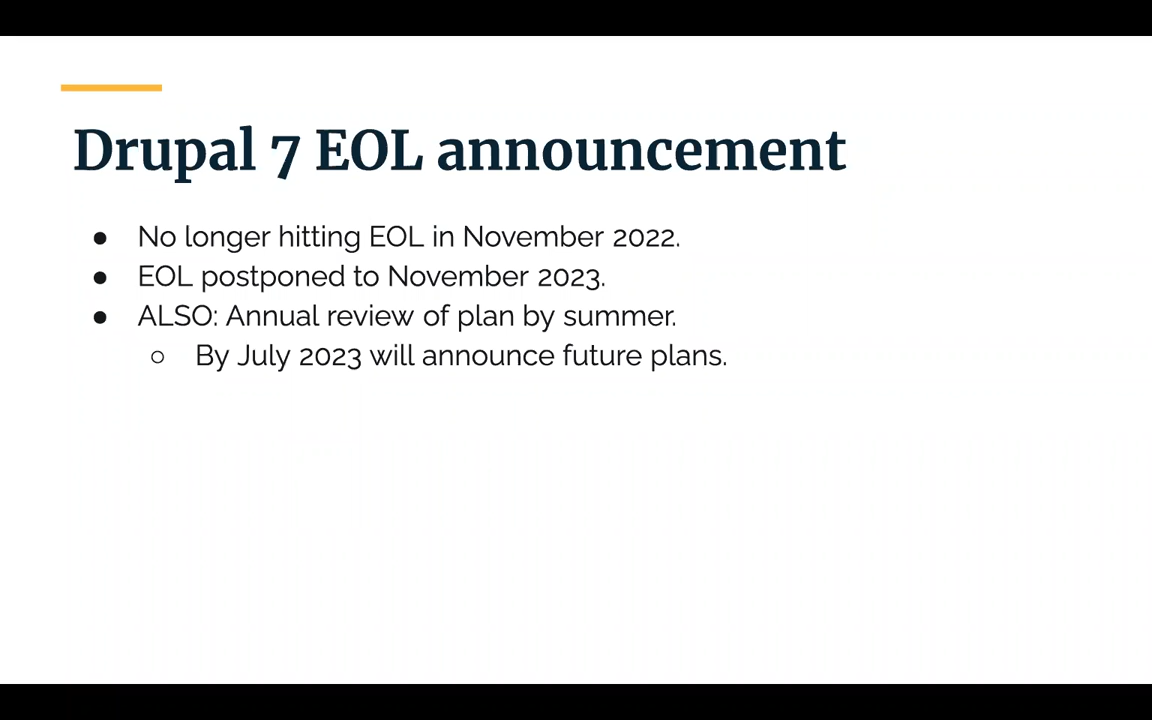 Drupal 7 EOL announcement
● No longer hitting EOL in November 2022.
● EOL postponed to November 2023.
● ALSO: Annual review of plan by summer.
○ By July 2023 will announce future plans.